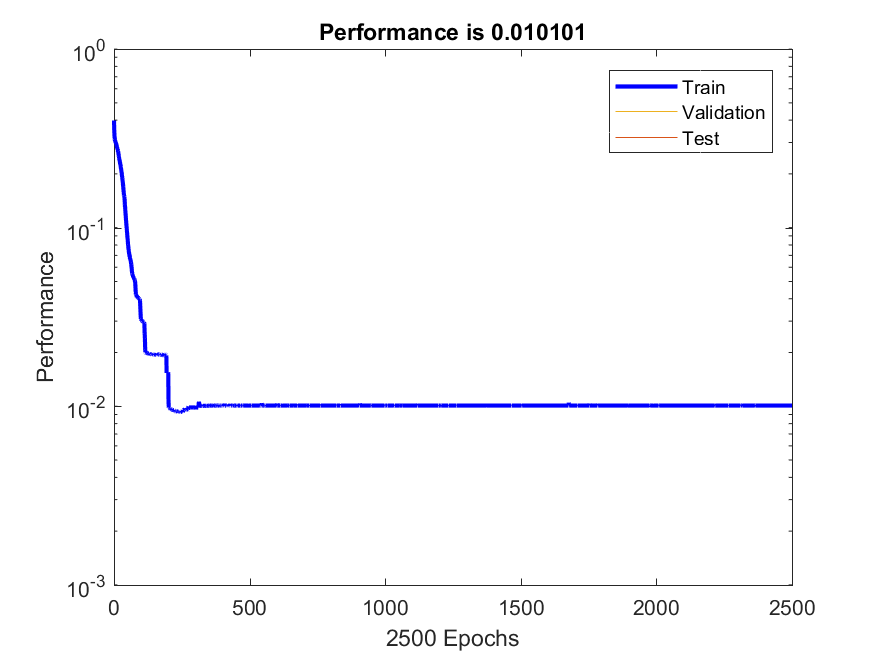 Performance is 0.010101
10^0
10^-1
10^-2
10^-3
Performance
Train
Validation
Test
0 500 1000 1500 2000 2500
2500 Epochs